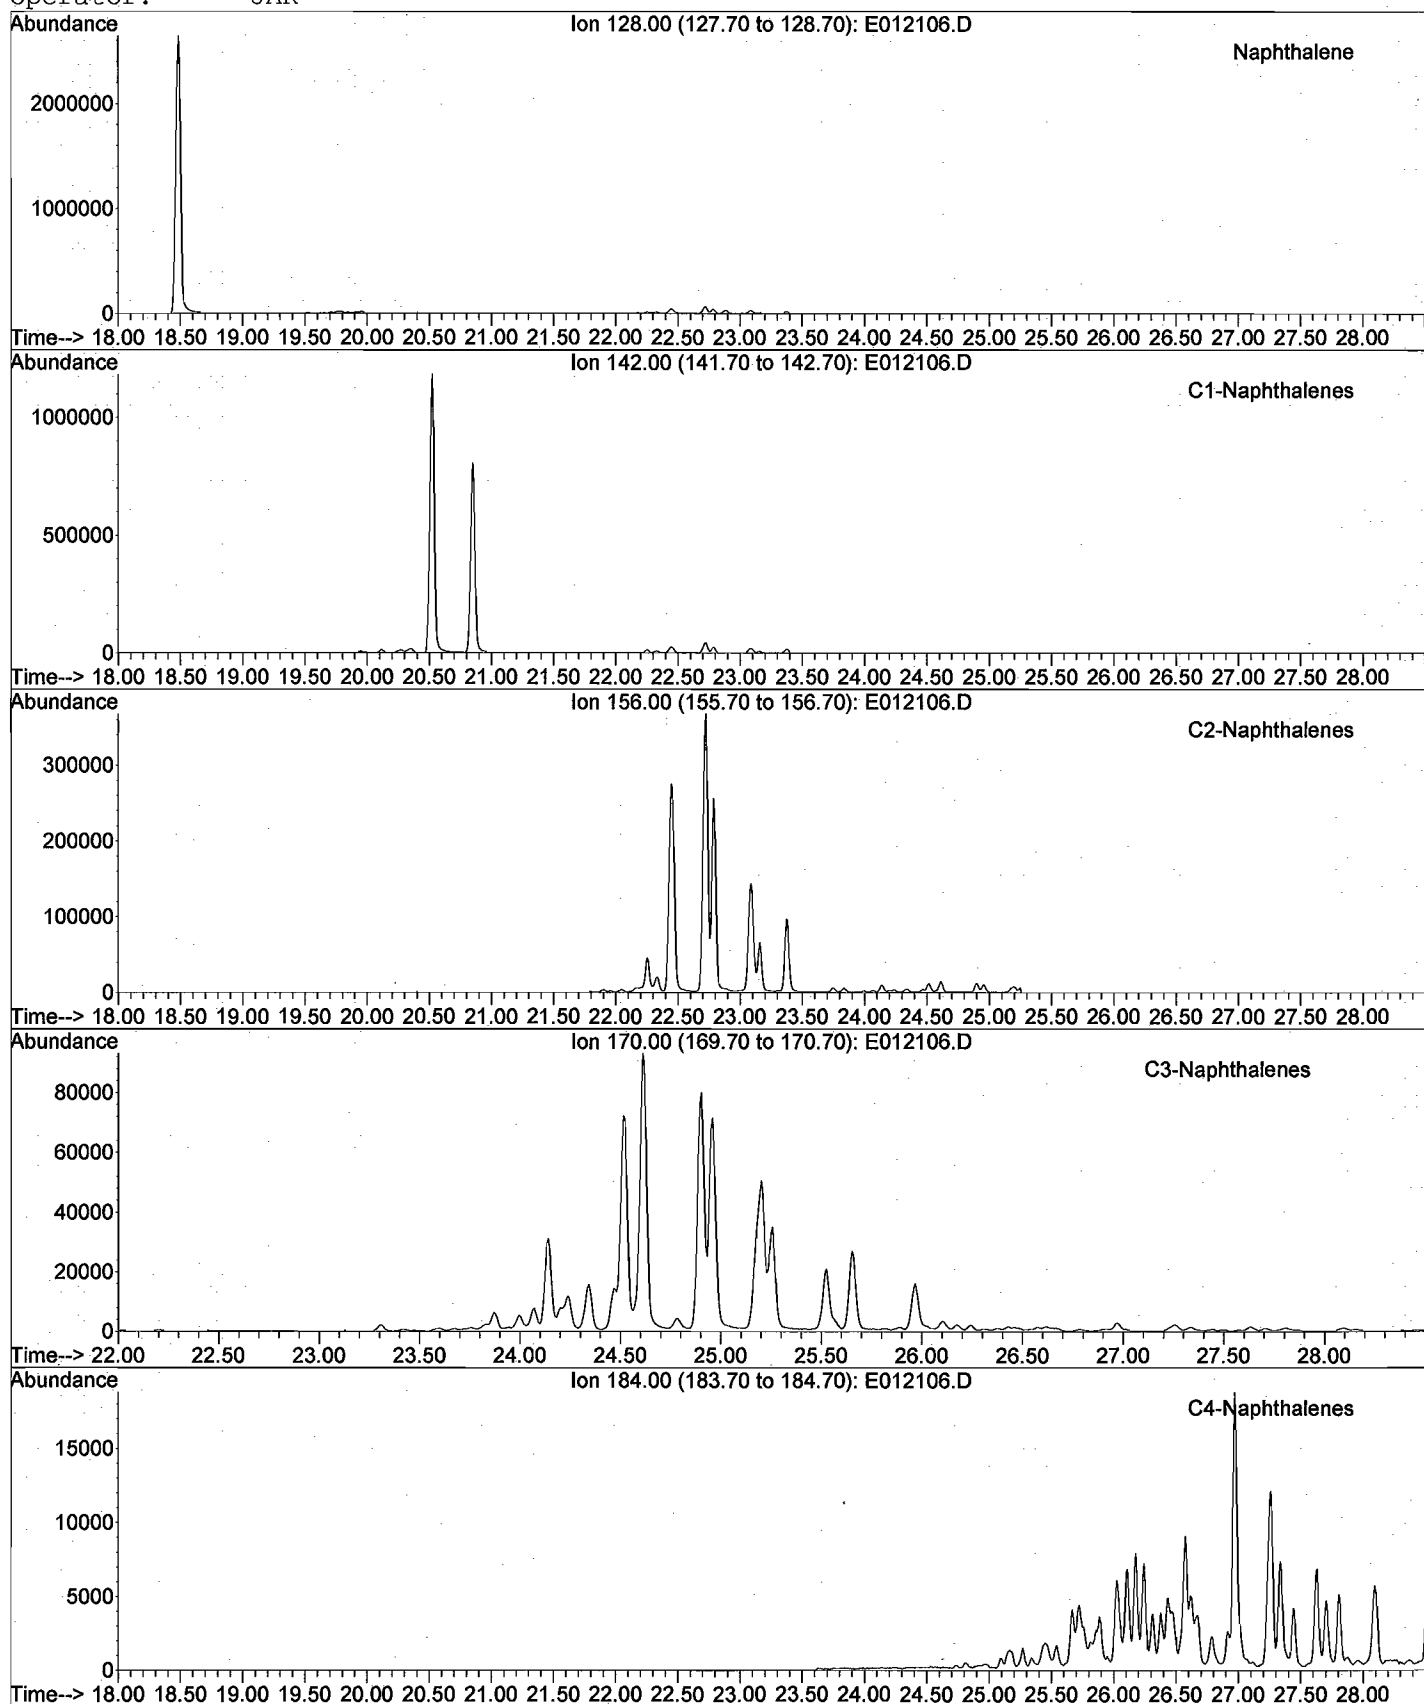 Abundance Ion 128.00 (127.70 to 128.70): E012106.D
Naphthalene
2000000
1000000
0
Time--> 18.00 18.50 19.00 19.50 20.00 20.50 21.00 21.50 22.00 22.50 23.00 23.50 24.00 24.50 25.00 25.50 26.00 26.50 27.00 27.50 28.00
Abundance Ion 142.00 (141.70 to 142.70): E012106.D
C1-Naphthalenes
1000000
500000
0
Time--> 18.00 18.50 19.00 19.50 20.00 20.50 21.00 21.50 22.00 22.50 23.00 23.50 24.00 24.50 25.00 25.50 26.00 26.50 27.00 27.50 28.00
Abundance Ion 156.00 (155.70 to 156.70): E012106.D
C2-Naphthalenes
300000
200000
100000
0
Time--> 18.00 18.50 19.00 19.50 20.00 20.50 21.00 21.50 22.00 22.50 23.00 23.50 24.00 24.50 25.00 25.50 26.00 26.50 27.00 27.50 28.00
Abundance Ion 170.00 (169.70 to 170.70): E012106.D
C3-Naphthalenes
80000
60000
40000
20000
0
Time--> 22.00 22.50 23.00 23.50 24.00 24.50 25.00 25.50 26.00 26.50 27.00 27.50 28.00
Abundance Ion 184.00 (183.70 to 184.70): E012106.D
C4-Naphthalenes
15000
10000
5000
0
Time--> 18.00 18.50 19.00 19.50 20.00 20.50 21.00 21.50 22.00 22.50 23.00 23.50 24.00 24.50 25.00 25.50 26.00 26.50 27.00 27.50 28.00